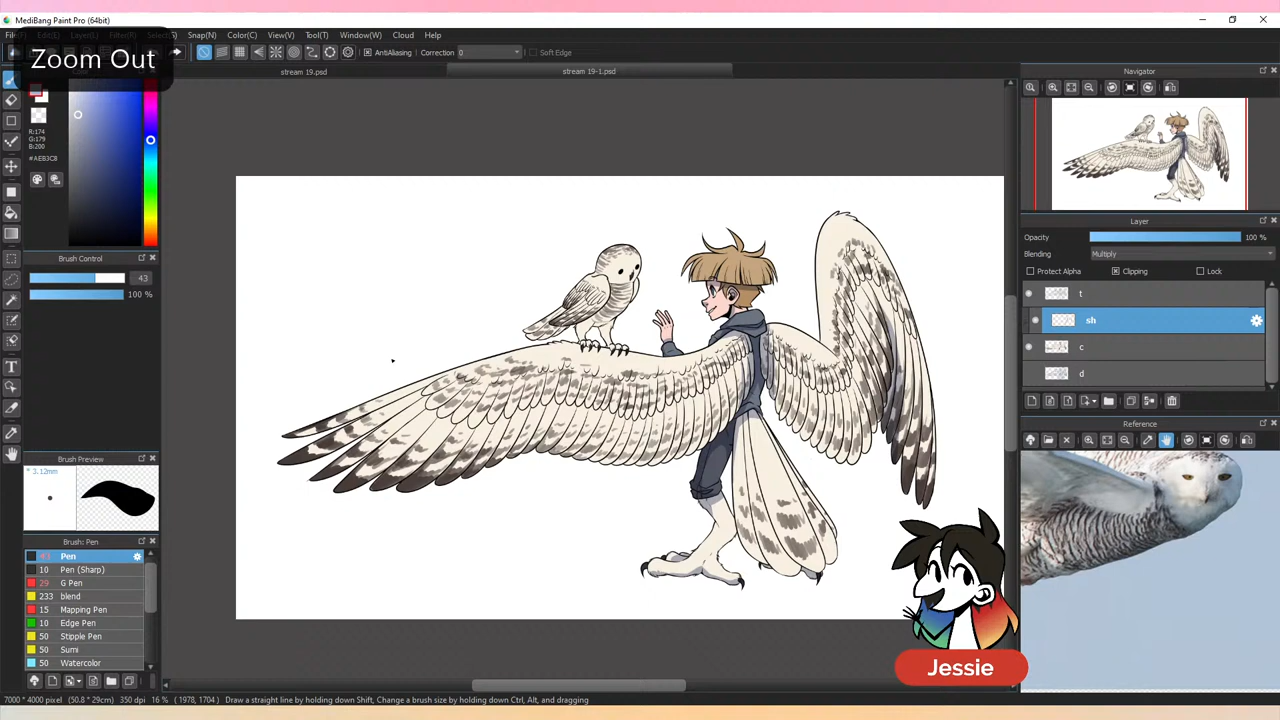 MediBang Paint Pro (64bit)
Zoom Out
Snap(N) Color(C) View(V) Tool(T) Window(W) Cloud Help
AntiAliasing Correction 0 Soft Edge
stream 19.psd stream 19-1.psd
R:174
G:179
B:200
#AEB3C8
Brush Control
43
100 %
Brush Preview
* 3.12mm
Brush: Pen
Pen
10 Pen (Sharp)
29 G Pen
233 blend
15 Mapping Pen
10 Edge Pen
50 Stipple Pen
50 Sumi
50 Watercolor
Navigator
Layer
Opacity 100 %
Blending Multiply
Protect Alpha Clipping Lock
t
sh
c
d
Reference
Jessie
7000 * 4000 pixel (50.8 * 29cm) 350 dpi 16 % ( 1978, 1704 ) Draw a straight line by holding down Shift, Change a brush size by holding down Ctrl, Alt, and dragging